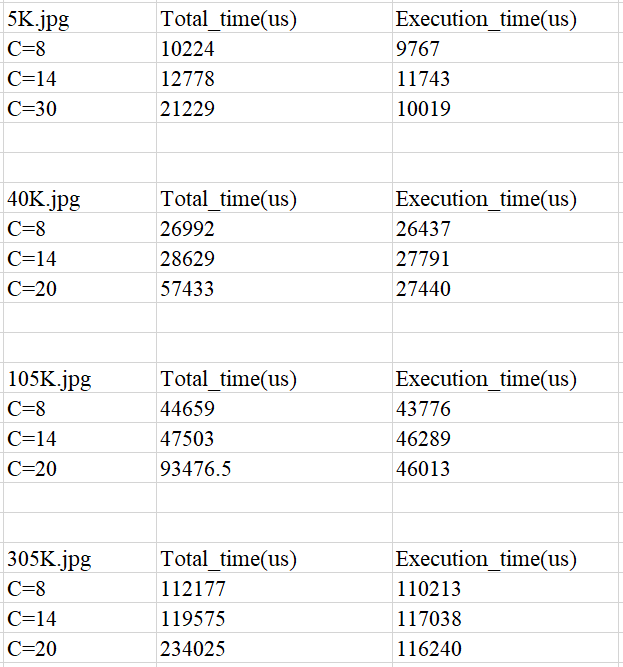 5K.jpg Total_time(us) Execution_time(us)
C=8 10224 9767
C=14 12778 11743
C=30 21229 10019
40K.jpg Total_time(us) Execution_time(us)
C=8 26992 26437
C=14 28629 27791
C=20 57433 27440
105K.jpg Total_time(us) Execution_time(us)
C=8 44659 43776
C=14 47503 46289
C=20 93476.5 46013
305K.jpg Total_time(us) Execution_time(us)
C=8 112177 110213
C=14 119575 117038
C=20 234025 116240